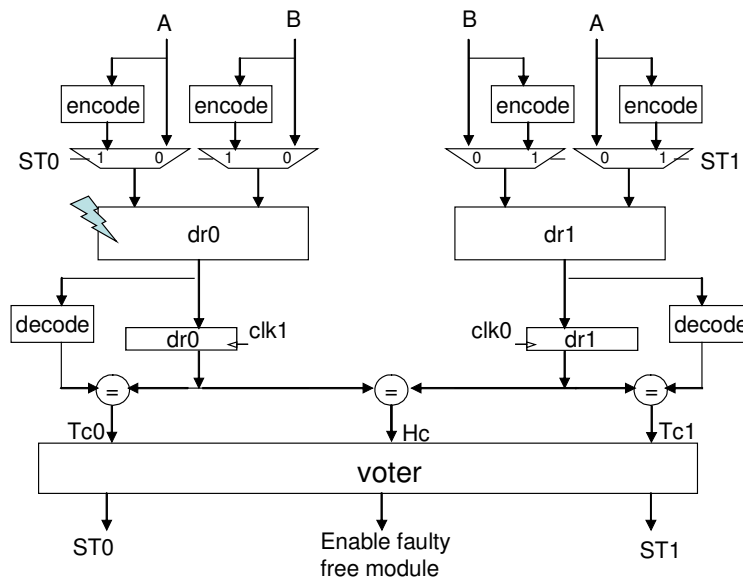 A
B
B
A
encode
encode
encode
encode
ST0
1
0
1
0
0
1
0
1
ST1
dr0
dr1
decode
dr0
clk1
clk0
dr1
decode
=
=
=
Tc0
Hc
Tc1
voter
ST0
Enable faulty
free module
ST1